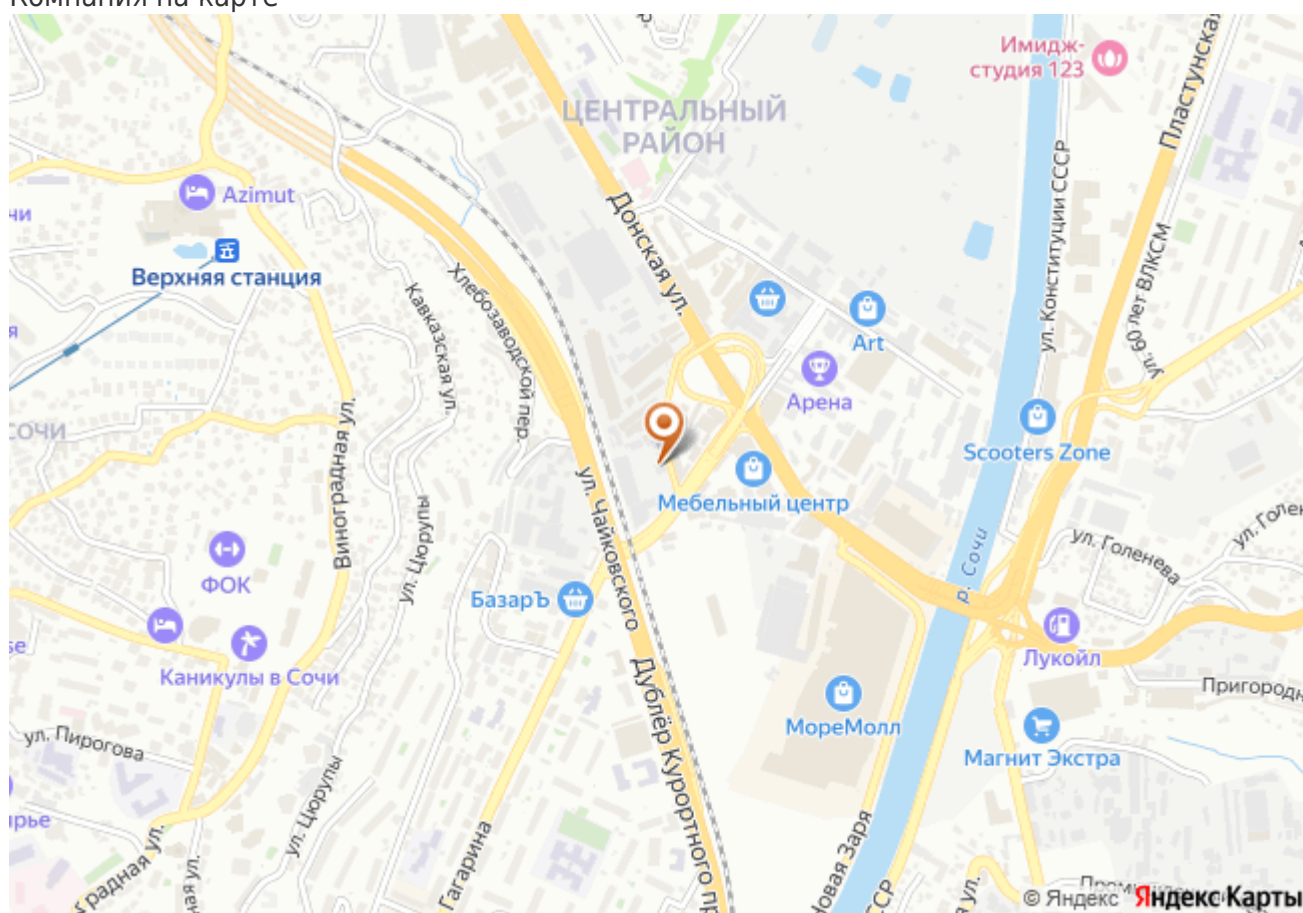 Компания на карте
Имидж-
студия 123
Пластунская
ЦЕНТРАЛЬНЫЙ
РАЙОН
ул. Конституции СССР
Azimut
Донская ул.
Верхняя станция
ул. 60 лет ВЛКСМ
Хлебозаводской пер.
Кавказская ул.
Art
Арена
СОЧИ
Виноградная ул.
Scooters Zone
Мебельный центр
ул. Чайковского
ул. Цюрупы
р. Сочи
ул. Голенева
ФОК
БазарЪ
Лукойл
Каникулы в Сочи
Дублёр Курортного пр
Пригородн
МореМолл
ул. Пирогова
Магнит Экстра
ул. Цюрупы
Гагарина
Новая Заря
© Яндекс Яндекс Карты